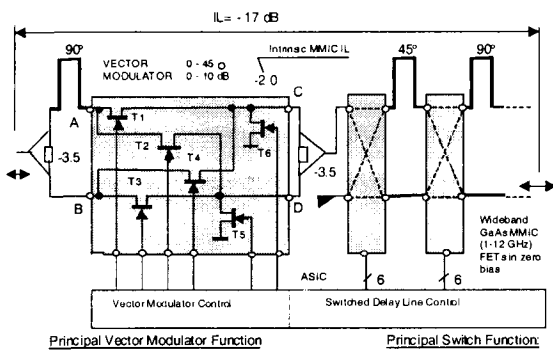 IL= - 17 dB
90°
VECTOR 0 - 45 o
MODULATOR 0 - 10 dB
Intrinsic MMIC IL
-2 0
45°
90°
A
T1
C
T2
T6
-3.5
T4
-3.5
T3
B
D
T5
Wideband
GaAs MMIC
(1-12 GHz)
FETs in zero
bias
ASIC
6
6
Vector Modulator Control
Switched Delay Line Control
Principal Vector Modulator Function
Principal Switch Function: